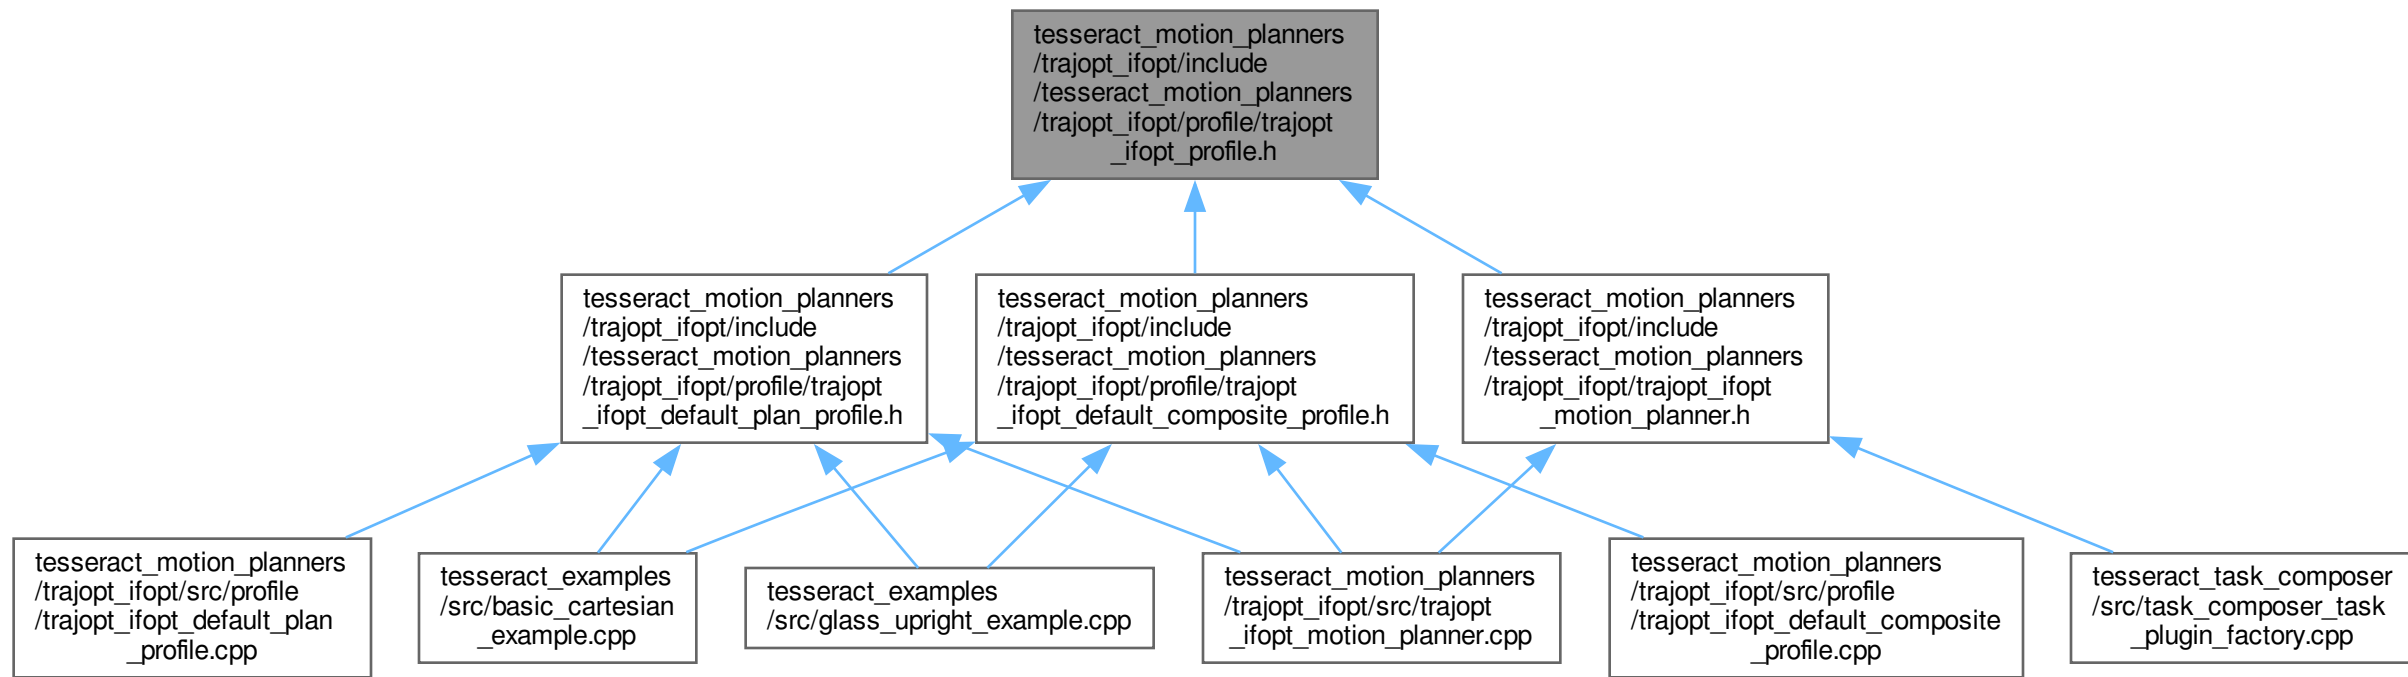 tesseract_motion_planners
/trajopt_ifopt/include
/tesseract_motion_planners
/trajopt_ifopt/profile/trajopt
_ifopt_profile.h
tesseract_motion_planners
/trajopt_ifopt/include
/tesseract_motion_planners
/trajopt_ifopt/profile/trajopt
_ifopt_default_plan_profile.h
tesseract_motion_planners
/trajopt_ifopt/include
/tesseract_motion_planners
/trajopt_ifopt/profile/trajopt
_ifopt_default_composite_profile.h
tesseract_motion_planners
/trajopt_ifopt/include
/tesseract_motion_planners
/trajopt_ifopt/trajopt_ifopt
_motion_planner.h
tesseract_motion_planners
/trajopt_ifopt/src/profile
/trajopt_ifopt_default_plan
_profile.cpp
tesseract_examples
/src/basic_cartesian
_example.cpp
tesseract_examples
/src/glass_upright_example.cpp
tesseract_motion_planners
/trajopt_ifopt/src/trajopt
_ifopt_motion_planner.cpp
tesseract_motion_planners
/trajopt_ifopt/src/profile
/trajopt_ifopt_default_composite
_profile.cpp
tesseract_task_composer
/src/task_composer_task
_plugin_factory.cpp